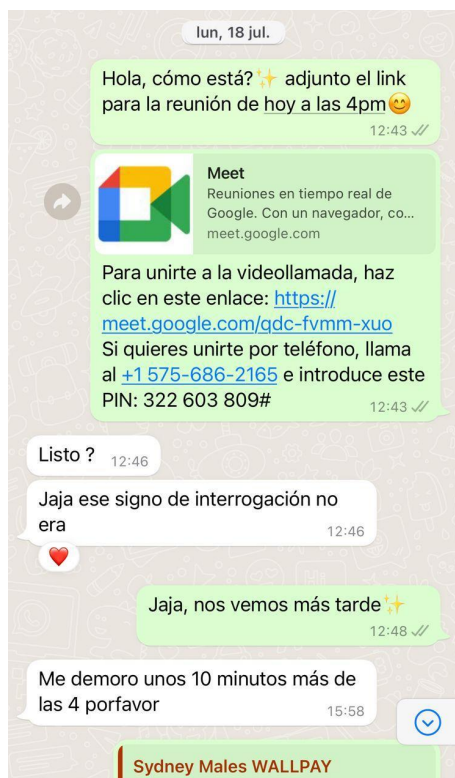 lun, 18 jul.
Hola, cómo está?✨ adjunto el link
para la reunión de hoy a las 4pm😊
12:43
Meet
Reuniones en tiempo real de
Google. Con un navegador, co...
meet.google.com
Para unirte a la videollamada, haz
clic en este enlace: https://
meet.google.com/qdc-fvmm-xuo
Si quieres unirte por teléfono, llama
al +1 575-686-2165 e introduce este
PIN: 322 603 809#
12:43
Listo ? 12:46
Jaja ese signo de interrogación no
era
12:46
Jaja, nos vemos más tarde✨
12:48
Me demoro unos 10 minutos más de
las 4 porfavor
15:58
Sydney Males WALLPAY